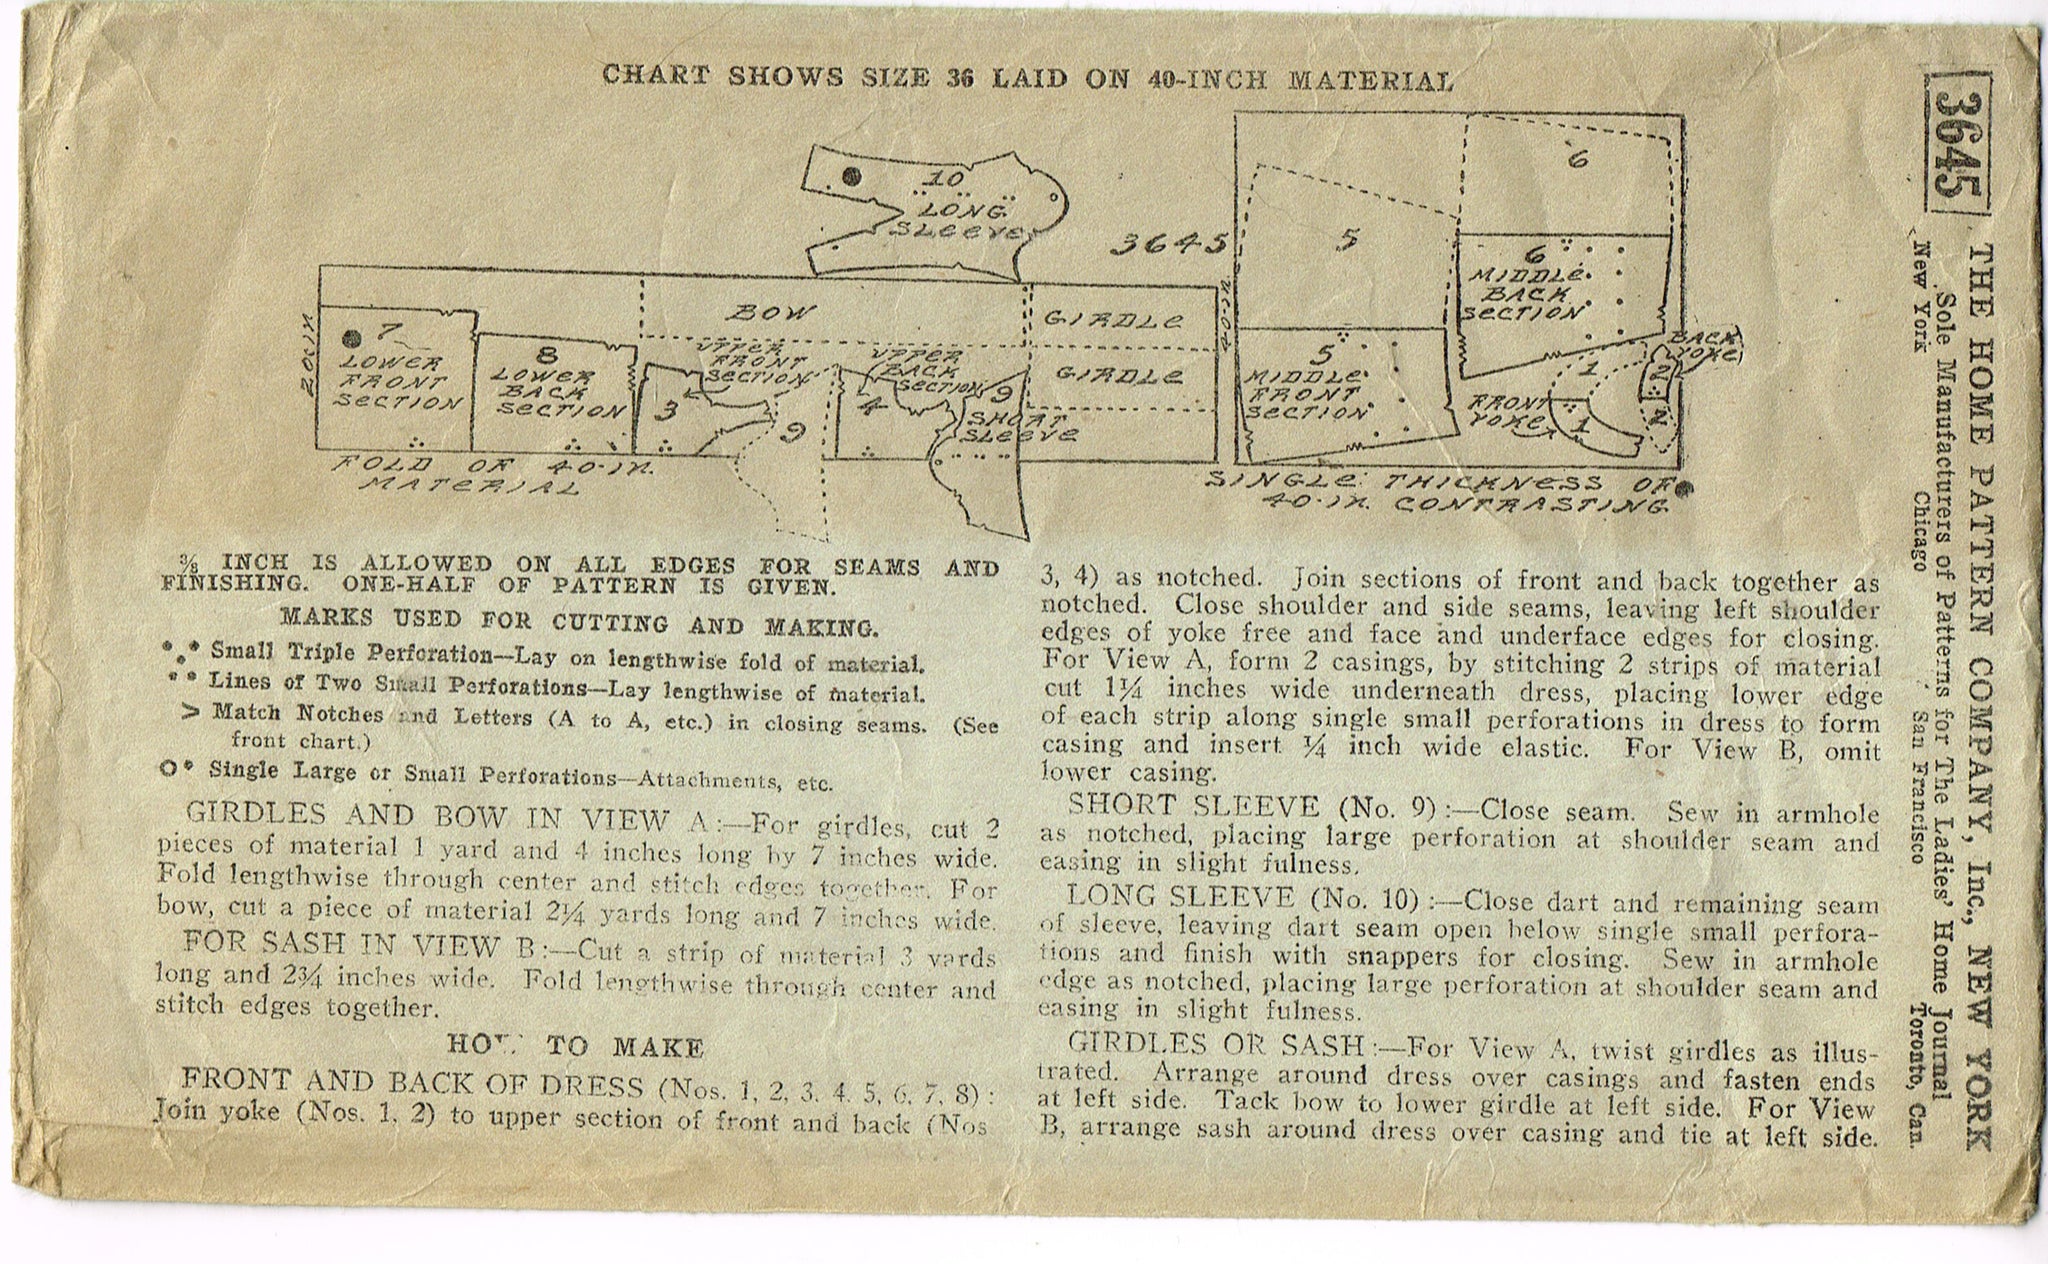 CHART SHOWS SIZE 36 LAID ON 40-INCH MATERIAL
10
LONG
SLEEVE
3645
20 in
7
LOWER
FRONT
SECTION
8
LOWER
BACK
SECTION
BOW
UPPER
FRONT
SECTION
3
9
UPPER
BACK
SECTION
4
9
SHORT
SLEEVE
GIRDLE
GIRDLE
FOLD OF 40-in.
MATERIAL
6
5
6
MIDDLE
BACK
SECTION
5
MIDDLE
FRONT
SECTION
BACK
YOKE
1
2
FRONT
YOKE
1
2
SINGLE THICKNESS OF
40-in. CONTRASTING
⅜ INCH IS ALLOWED ON ALL EDGES FOR SEAMS AND
FINISHING. ONE-HALF OF PATTERN IS GIVEN.
MARKS USED FOR CUTTING AND MAKING.
Small Triple Perforation—Lay on lengthwise fold of material.
Lines of Two Small Perforations—Lay lengthwise of material.
> Match Notches and Letters (A to A, etc.) in closing seams. (See
front chart.)
Single Large or Small Perforations—Attachments, etc.
GIRDLES AND BOW IN VIEW A:—For girdles, cut 2
pieces of material 1 yard and 4 inches long by 7 inches wide.
Fold lengthwise through center and stitch edges together. For
bow, cut a piece of material 2¼ yards long and 7 inches wide.
FOR SASH IN VIEW B:—Cut a strip of material 3 yards
long and 2¾ inches wide. Fold lengthwise through center and
stitch edges together.
HOW TO MAKE
FRONT AND BACK OF DRESS (Nos. 1, 2, 3, 4, 5, 6, 7, 8):
Join yoke (Nos. 1, 2) to upper section of front and back (Nos
3, 4) as notched. Join sections of front and back together as
notched. Close shoulder and side seams, leaving left shoulder
edges of yoke free and face and underface edges for closing.
For View A, form 2 casings, by stitching 2 strips of material
cut 1¼ inches wide underneath dress, placing lower edge
of each strip along single small perforations in dress to form
casing and insert ¼ inch wide elastic. For View B, omit
lower casing.
SHORT SLEEVE (No. 9):—Close seam. Sew in armhole
as notched, placing large perforation at shoulder seam and
easing in slight fulness.
LONG SLEEVE (No. 10):—Close dart and remaining seam
of sleeve, leaving dart seam open below single small perfora-
tions and finish with snappers for closing. Sew in armhole
edge as notched, placing large perforation at shoulder seam and
easing in slight fulness.
GIRDLES OR SASH:—For View A, twist girdles as illus-
trated. Arrange around dress over casings and fasten ends
at left side. Tack bow to lower girdle at left side. For View
B, arrange sash around dress over casing and tie at left side.
3645 THE HOME PATTERN COMPANY, Inc., NEW YORK
Sole Manufacturers of Patterns for The Ladies' Home Journal
New York Chicago San Francisco Toronto, Can.